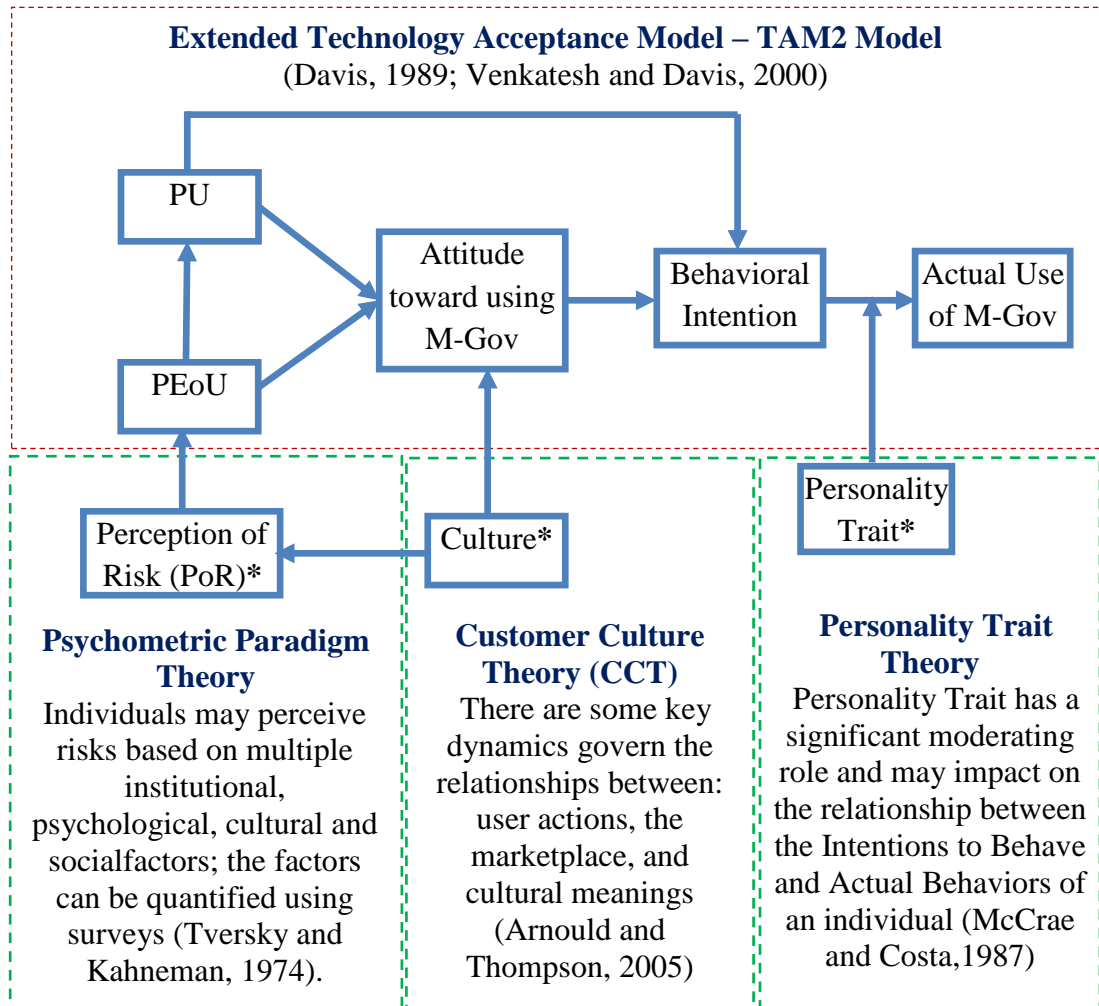 Extended Technology Acceptance Model – TAM2 Model
(Davis, 1989; Venkatesh and Davis, 2000)
PU
Attitude
toward using
M-Gov
Behavioral
Intention
Actual Use
of M-Gov
PEoU
Perception of
Risk (PoR)*
Culture*
Personality
Trait*
Psychometric Paradigm
Theory
Individuals may perceive
risks based on multiple
institutional,
psychological, cultural and
socialfactors; the factors
can be quantified using
surveys (Tversky and
Kahneman, 1974).
Customer Culture
Theory (CCT)
There are some key
dynamics govern the
relationships between:
user actions, the
marketplace, and
cultural meanings
(Arnould and
Thompson, 2005)
Personality Trait
Theory
Personality Trait has a
significant moderating
role and may impact on
the relationship between
the Intentions to Behave
and Actual Behaviors of
an individual (McCrae
and Costa,1987)